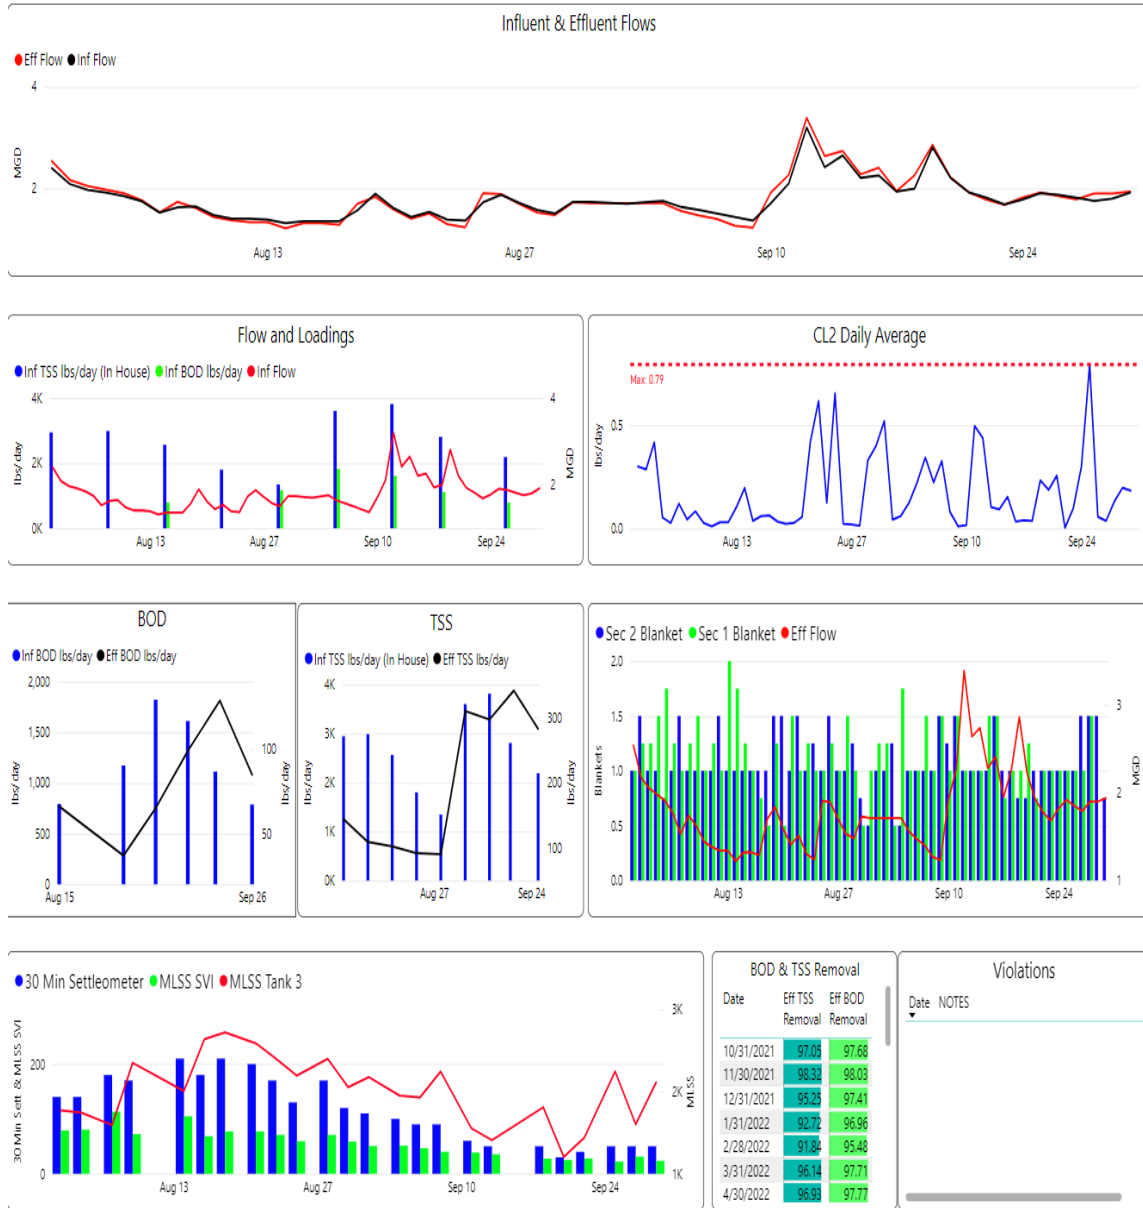 Influent & Effluent Flows
Eff Flow Inf Flow
4
2
MGD
Aug 13 Aug 27 Sep 10 Sep 24
Flow and Loadings
Inf TSS lbs/day (In House) Inf BOD lbs/day Inf Flow
4K 4
2K 2
0K
lbs/day
MGD
Aug 13 Aug 27 Sep 10 Sep 24
CL2 Daily Average
Max: 0.79
0.5
0.0
lbs/day
Aug 13 Aug 27 Sep 10 Sep 24
BOD
Inf BOD lbs/day Eff BOD lbs/day
2,000
1,500
1,000 100
500 50
0
lbs/day
lbs/day
Aug 15 Sep 26
TSS
Inf TSS lbs/day (In House) Eff TSS lbs/day
4K
3K 300
2K 200
1K 100
0K
lbs/day
lbs/day
Aug 27 Sep 24
Sec 2 Blanket Sec 1 Blanket Eff Flow
2.0
1.5 3
1.0 2
0.5
0.0 1
Blankets
MGD
Aug 13 Aug 27 Sep 10 Sep 24
30 Min Settleometer MLSS SVI MLSS Tank 3
3K
200
2K
0 1K
30 Min Sett & MLSS SVI
MLSS
Aug 13 Aug 27 Sep 10 Sep 24
BOD & TSS Removal
Date Eff TSS Removal Eff BOD Removal
10/31/2021 97.05 97.68
11/30/2021 98.32 98.03
12/31/2021 95.25 97.41
1/31/2022 92.72 96.96
2/28/2022 91.84 95.48
3/31/2022 96.14 97.71
4/30/2022 96.93 97.77
Violations
Date NOTES